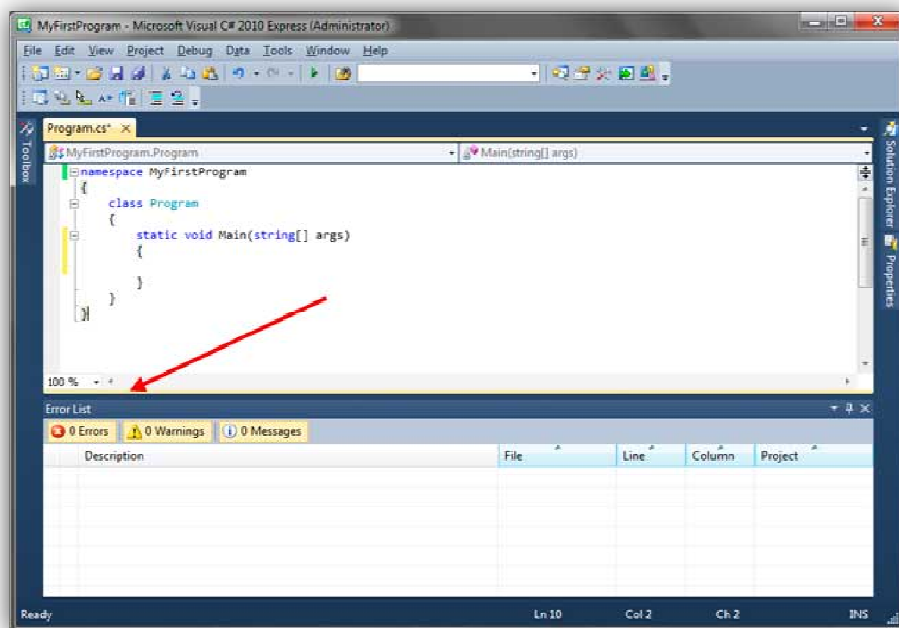 MyFirstProgram - Microsoft Visual C# 2010 Express (Administrator)
File Edit View Project Debug Data Tools Window Help
Program.cs*
MyFirstProgram.Program Main(string[] args)
namespace MyFirstProgram
{
class Program
{
static void Main(string[] args)
{
}
}
}
100 %
Error List
0 Errors 0 Warnings 0 Messages
Description File Line Column Project
Ready Ln 10 Col 2 Ch 2 INS
Toolbox
Solution Explorer
Properties